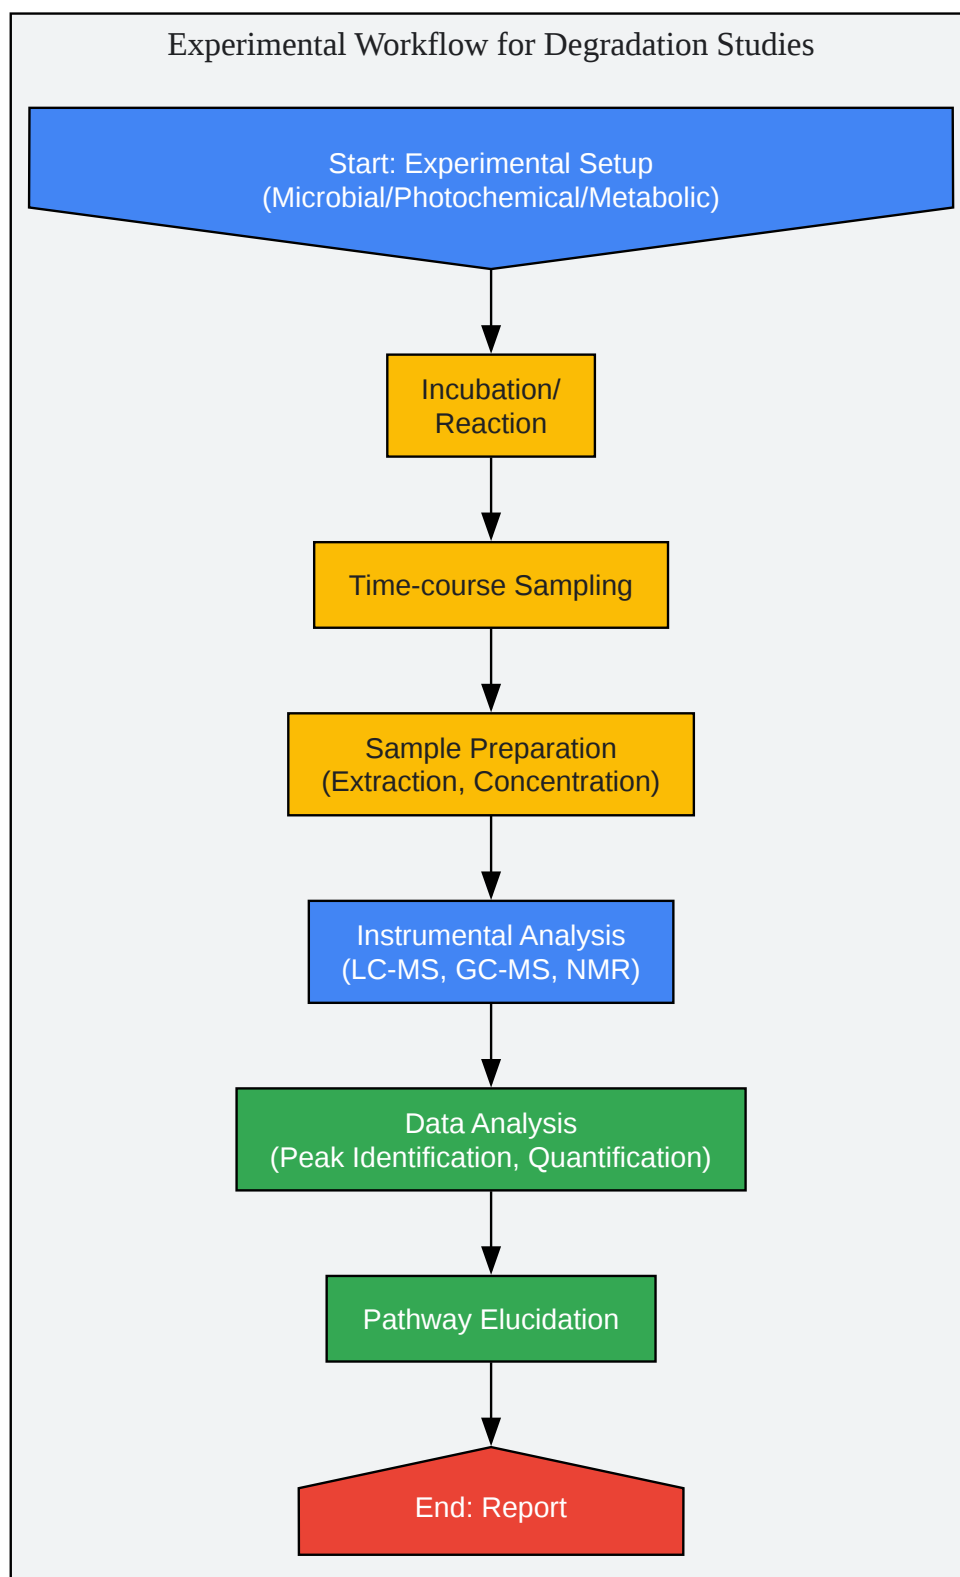 Experimental Workflow for Degradation Studies
Start: Experimental Setup
(Microbial/Photochemical/Metabolic)
Incubation/
Reaction
Time-course Sampling
Sample Preparation
(Extraction, Concentration)
Instrumental Analysis
(LC-MS, GC-MS, NMR)
Data Analysis
(Peak Identification, Quantification)
Pathway Elucidation
End: Report